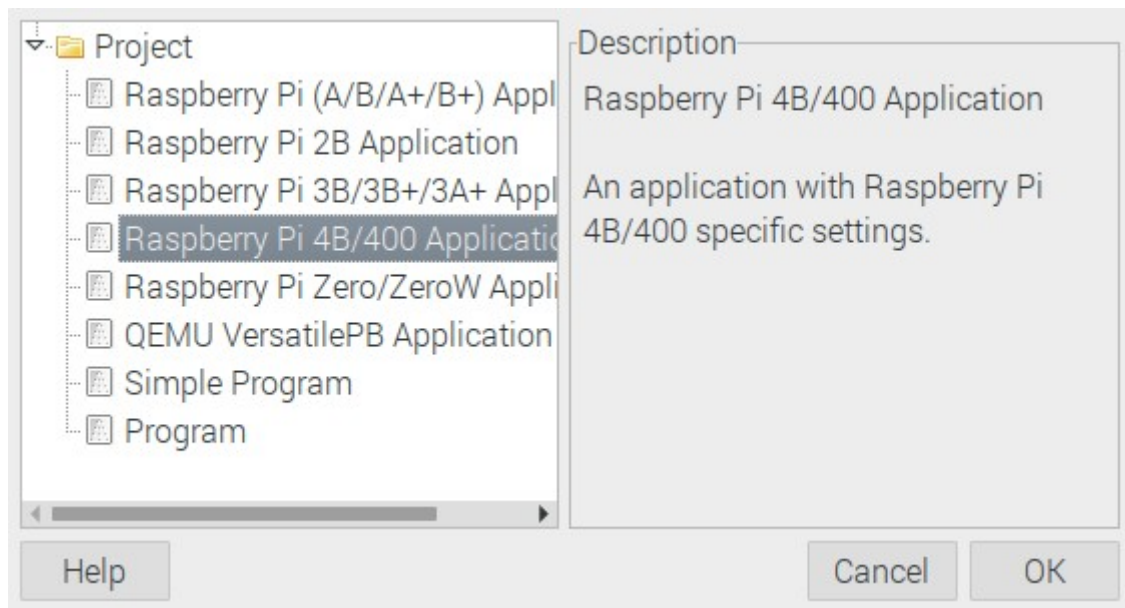 Project
Raspberry Pi (A/B/A+/B+) Appl
Raspberry Pi 2B Application
Raspberry Pi 3B/3B+/3A+ Appl
Raspberry Pi 4B/400 Applicatio
Raspberry Pi Zero/ZeroW Appli
QEMU VersatilePB Application
Simple Program
Program
Description
Raspberry Pi 4B/400 Application
An application with Raspberry Pi
4B/400 specific settings.
Help
Cancel
OK